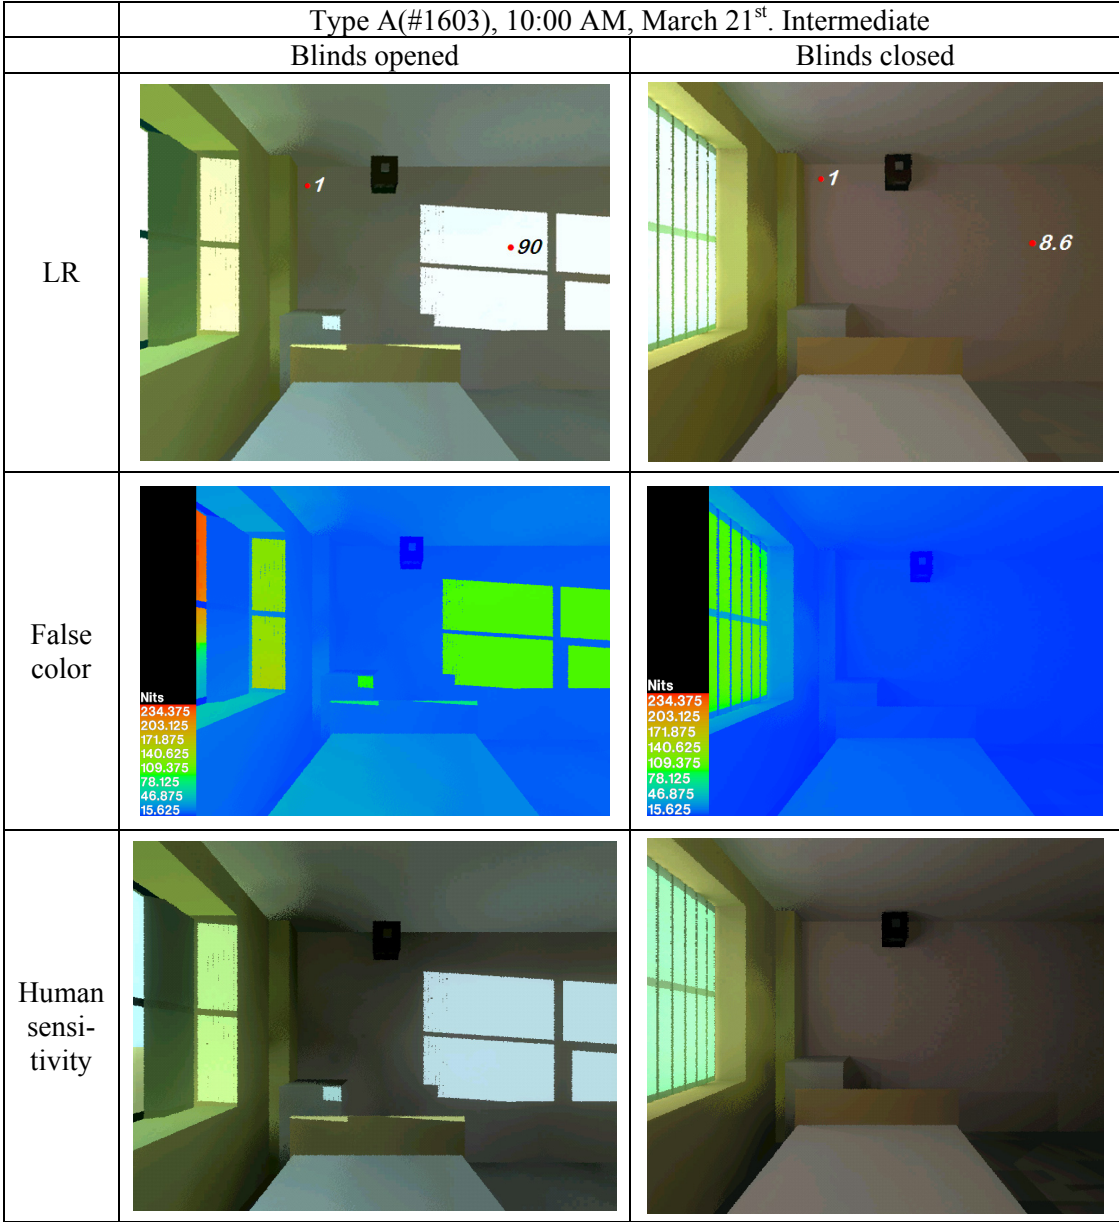 Type A(#1603), 10:00 AM, March 21st. Intermediate
Blinds opened
Blinds closed
LR
1
90
1
8.6
False
color
Nits
234.375
203.125
171.875
140.625
109.375
78.125
46.875
15.625
Nits
234.375
203.125
171.875
140.625
109.375
78.125
46.875
15.625
Human
sensi-
tivity